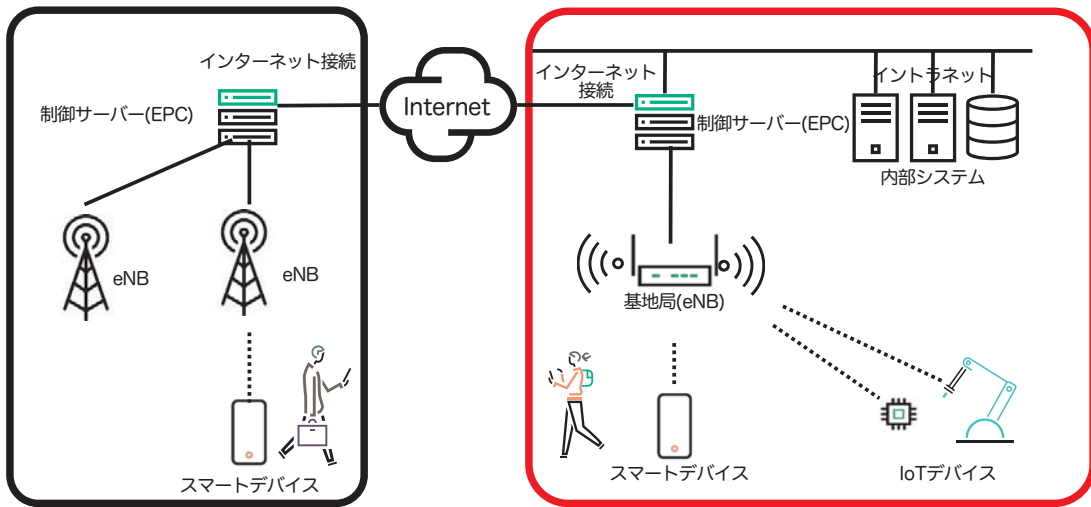 インターネット接続
制御サーバー(EPC)
eNB
eNB
スマートデバイス
Internet
インターネット
接続
イントラネット
制御サーバー(EPC)
内部システム
基地局(eNB)
スマートデバイス
IoTデバイス